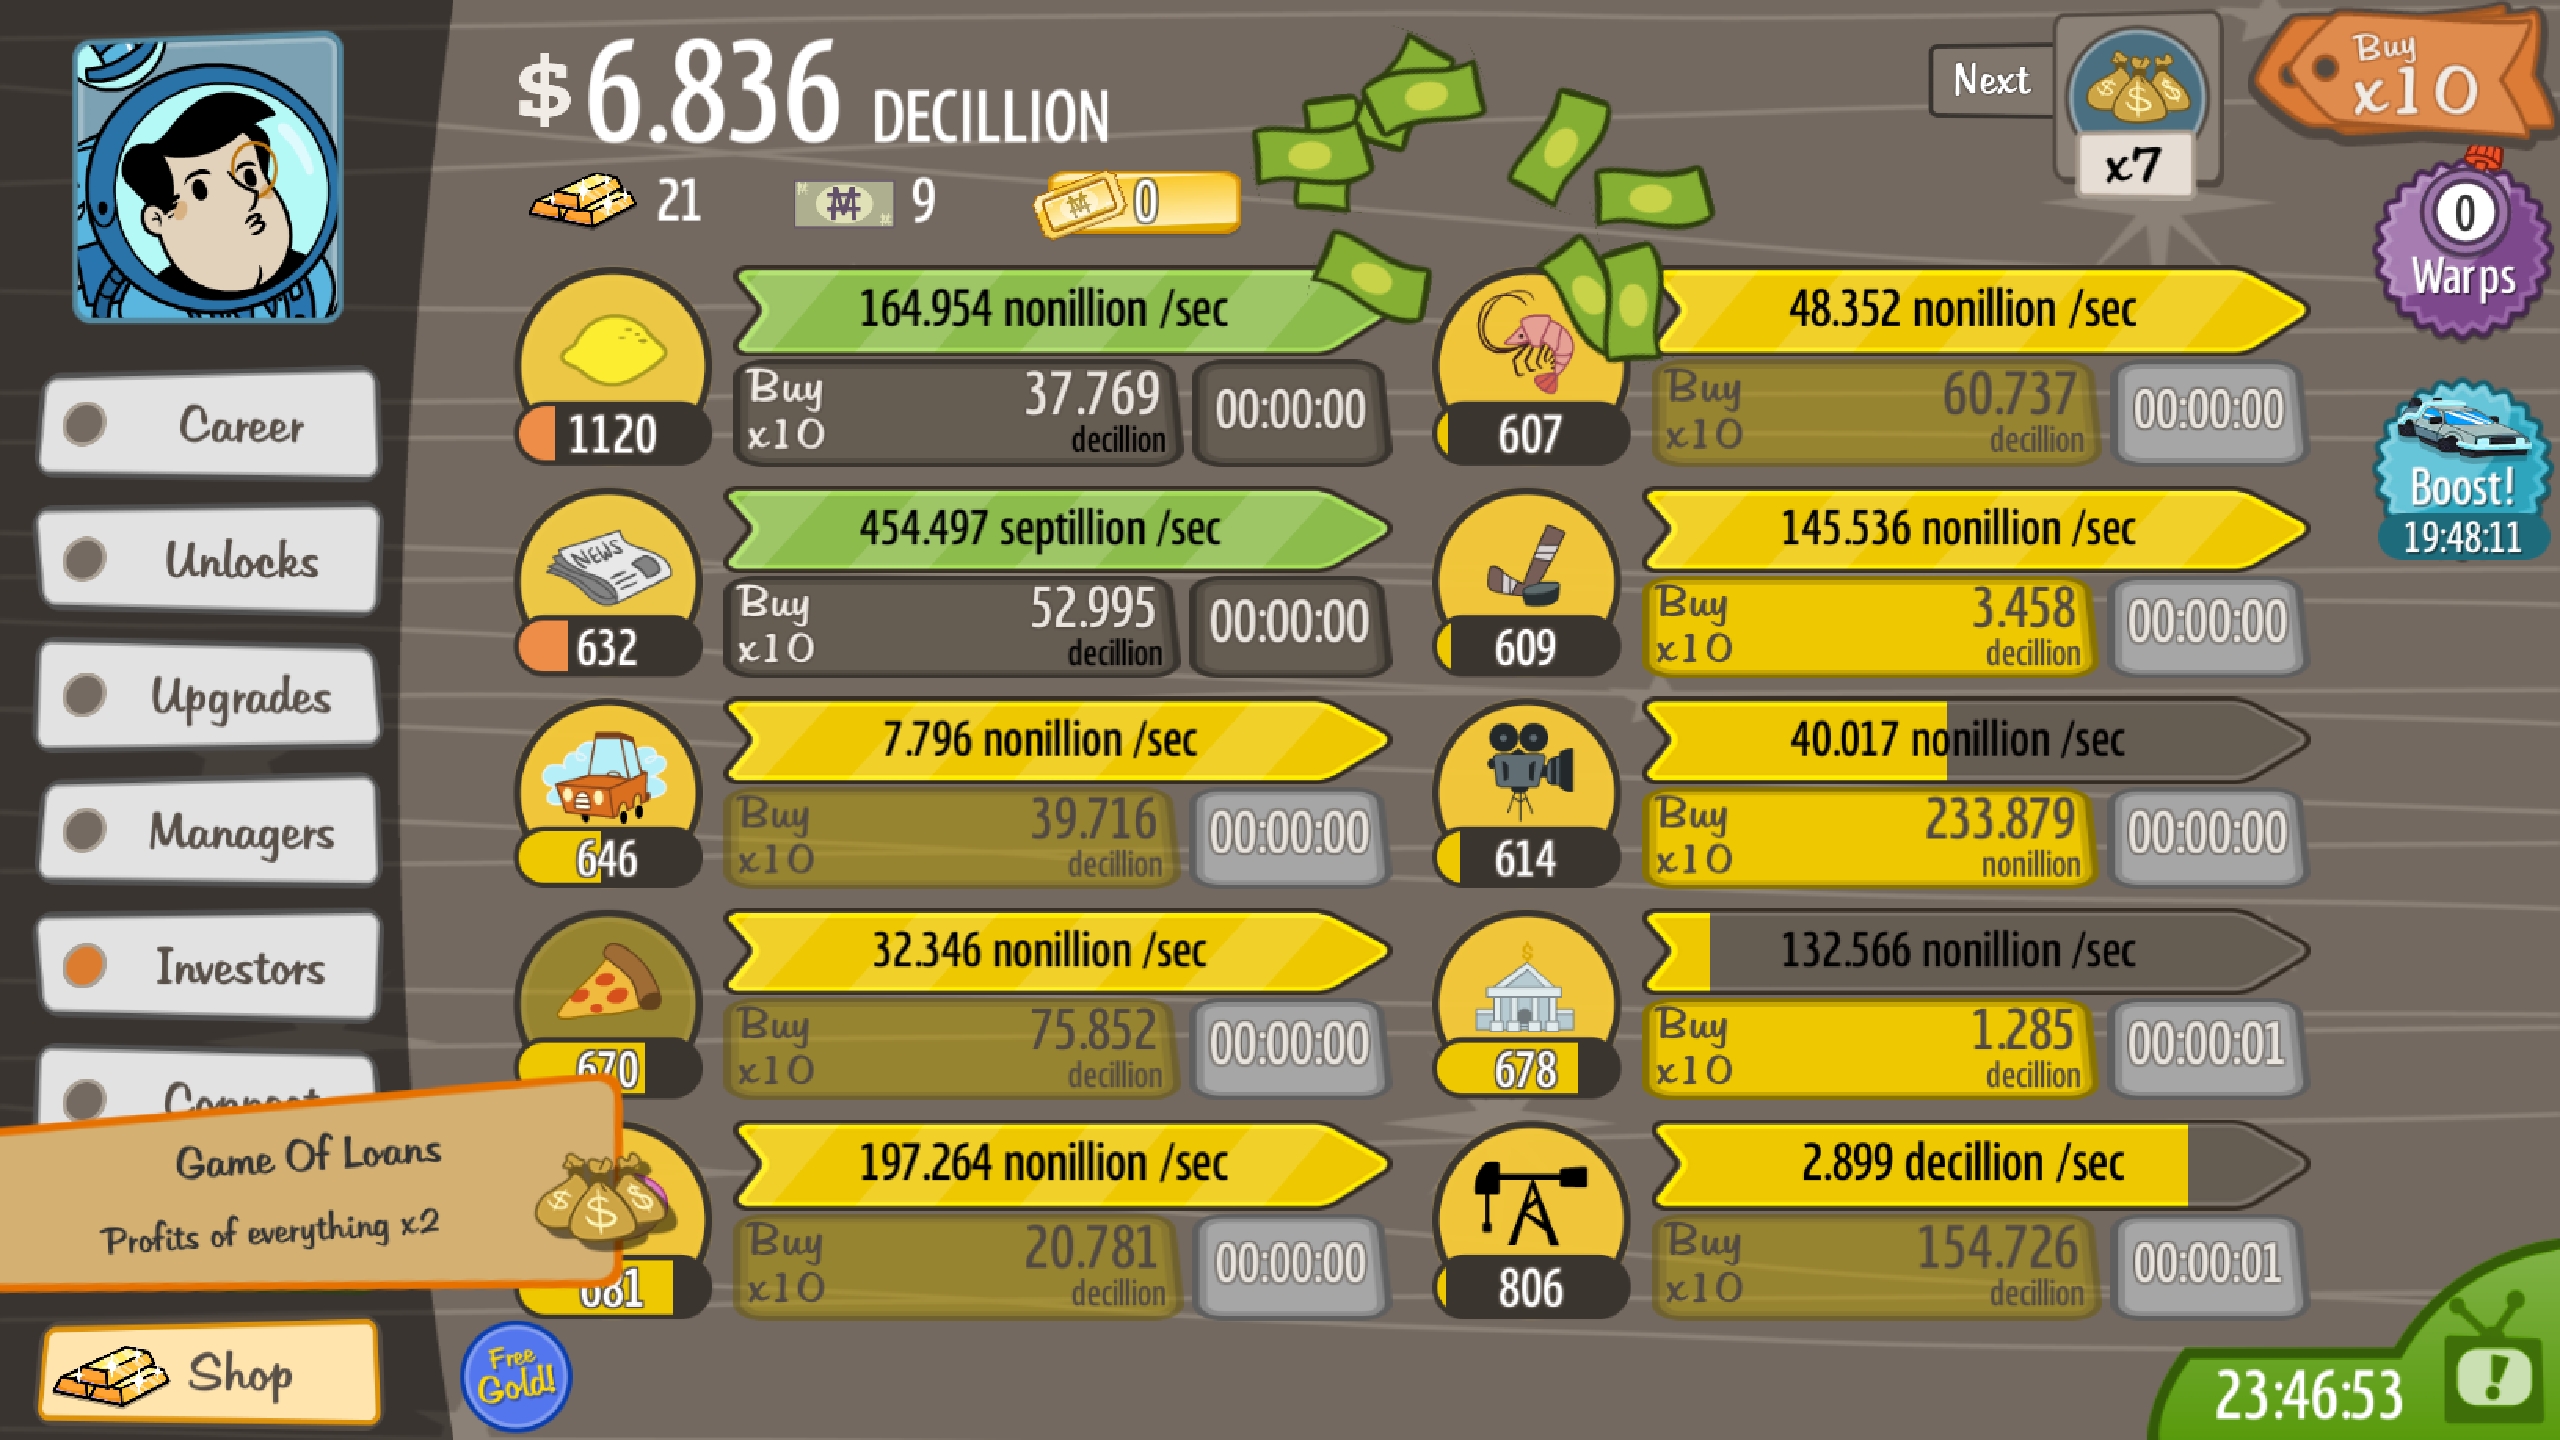 $6.836 DECILLION
21
9
0
Next
x7
Buy
x10
0
Warps
Boost!
19:48:11
Career
Unlocks
Upgrades
Managers
Investors
Connect
Game Of Loans
Profits of everything x2
Shop
Free
Gold!
164.954 nonillion /sec
1120
Buy
x10
37.769
decillion
00:00:00
NEWS
454.497 septillion /sec
632
Buy
x10
52.995
decillion
00:00:00
7.796 nonillion /sec
646
Buy
x10
39.716
decillion
00:00:00
32.346 nonillion /sec
670
Buy
x10
75.852
decillion
00:00:00
197.264 nonillion /sec
681
Buy
x10
20.781
decillion
00:00:00
48.352 nonillion /sec
607
Buy
x10
60.737
decillion
00:00:00
145.536 nonillion /sec
609
Buy
x10
3.458
decillion
00:00:00
40.017 nonillion /sec
614
Buy
x10
233.879
nonillion
00:00:00
132.566 nonillion /sec
678
Buy
x10
1.285
decillion
00:00:01
2.899 decillion /sec
806
Buy
x10
154.726
decillion
00:00:01
23:46:53